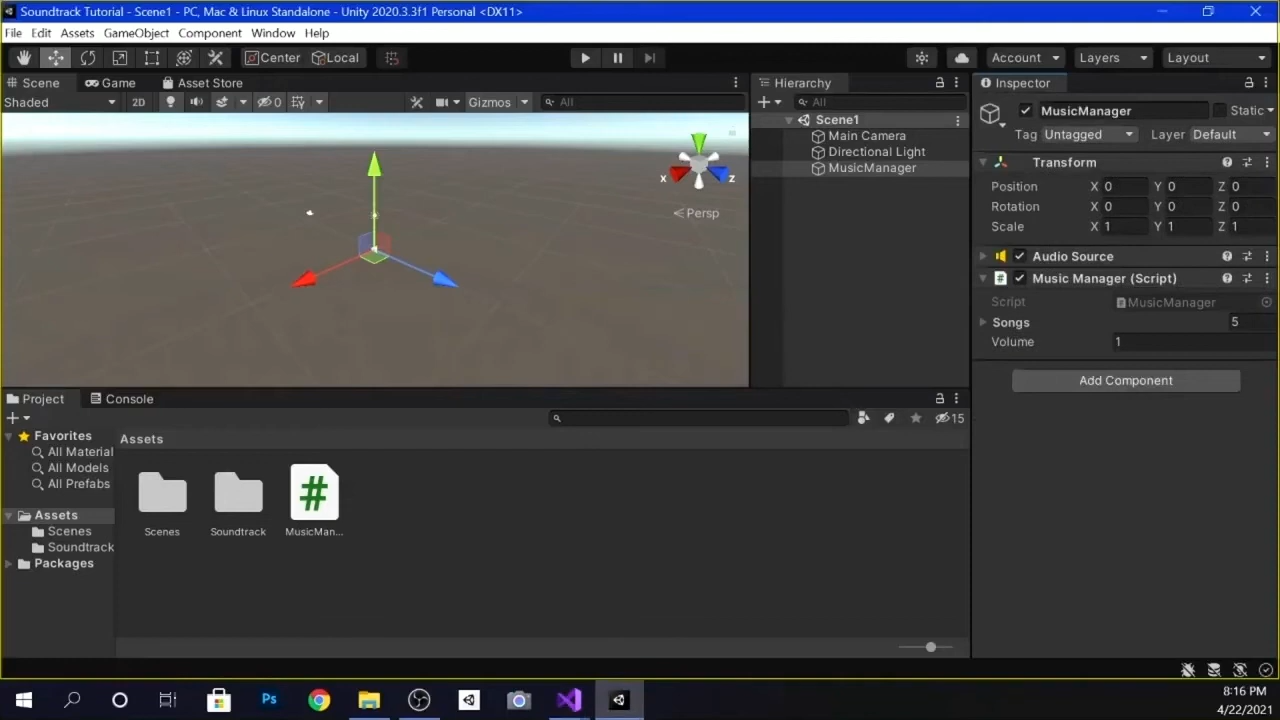 Soundtrack Tutorial - Scene1 - PC, Mac & Linux Standalone - Unity 2020.3.3f1 Personal <DX11>
File Edit Assets GameObject Component Window Help
Center Local Account Layers Layout
Scene Game Asset Store
Shaded 2D 0 Gizmos All
x z
Persp
Hierarchy
All
Scene1
Main Camera
Directional Light
MusicManager
Inspector
MusicManager Static
Tag Untagged Layer Default
Transform
Position X 0 Y 0 Z 0
Rotation X 0 Y 0 Z 0
Scale X 1 Y 1 Z 1
Audio Source
# Music Manager (Script)
Script MusicManager
Songs 5
Volume 1
Add Component
Project Console
15
Favorites
All Material
All Models
All Prefabs
Assets
Scenes
Soundtrack
Packages
Assets
#
Scenes Soundtrack MusicMan...
Ps
8:16 PM
4/22/2021